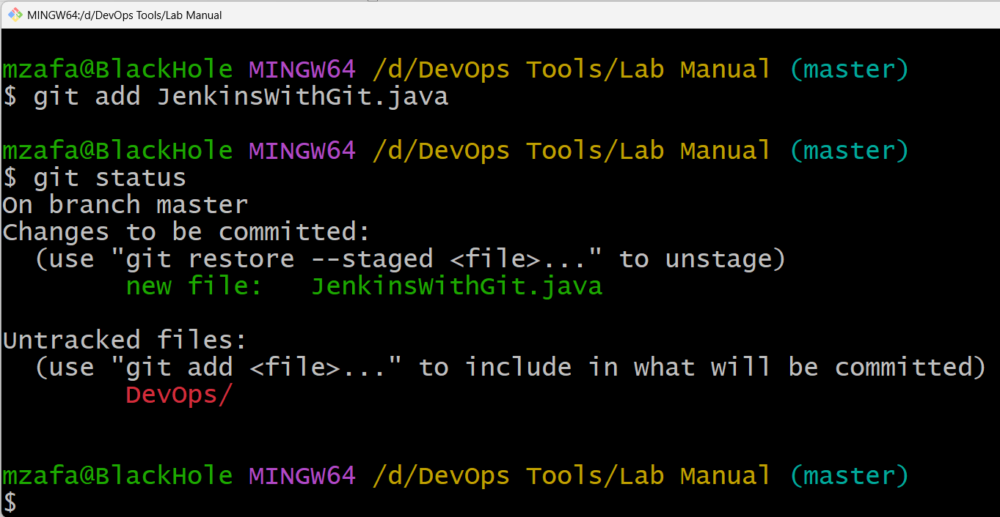 MINGW64:/d/DevOps Tools/Lab Manual
mzafa@BlackHole MINGW64 /d/DevOps Tools/Lab Manual (master)
$ git add JenkinsWithGit.java
mzafa@BlackHole MINGW64 /d/DevOps Tools/Lab Manual (master)
$ git status
On branch master
Changes to be committed:
  (use "git restore --staged <file>..." to unstage)
        new file:   JenkinsWithGit.java
Untracked files:
  (use "git add <file>..." to include in what will be committed)
        DevOps/
mzafa@BlackHole MINGW64 /d/DevOps Tools/Lab Manual (master)
$